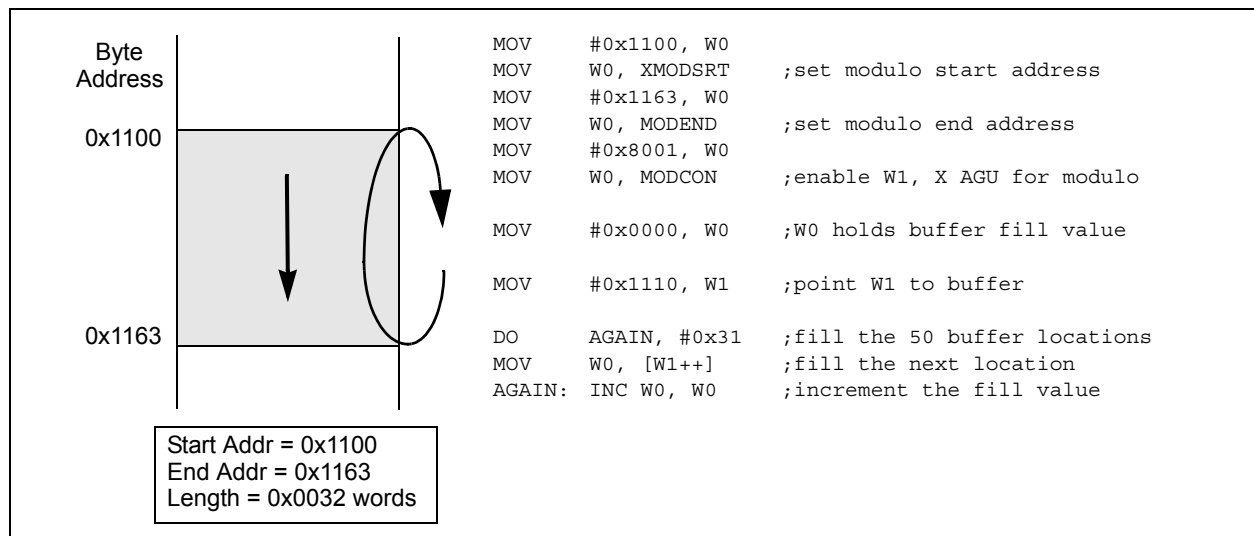 Byte
Address
0x1100
0x1163
Start Addr = 0x1100
End Addr = 0x1163
Length = 0x0032 words
MOV #0x1100, W0
MOV W0, XMODSRT ;set modulo start address
MOV #0x1163, W0
MOV W0, MODEND ;set modulo end address
MOV #0x8001, W0
MOV W0, MODCON ;enable W1, X AGU for modulo
MOV #0x0000, W0 ;W0 holds buffer fill value
MOV #0x1110, W1 ;point W1 to buffer
DO AGAIN, #0x31 ;fill the 50 buffer locations
MOV W0, [W1++] ;fill the next location
AGAIN: INC W0, W0 ;increment the fill value